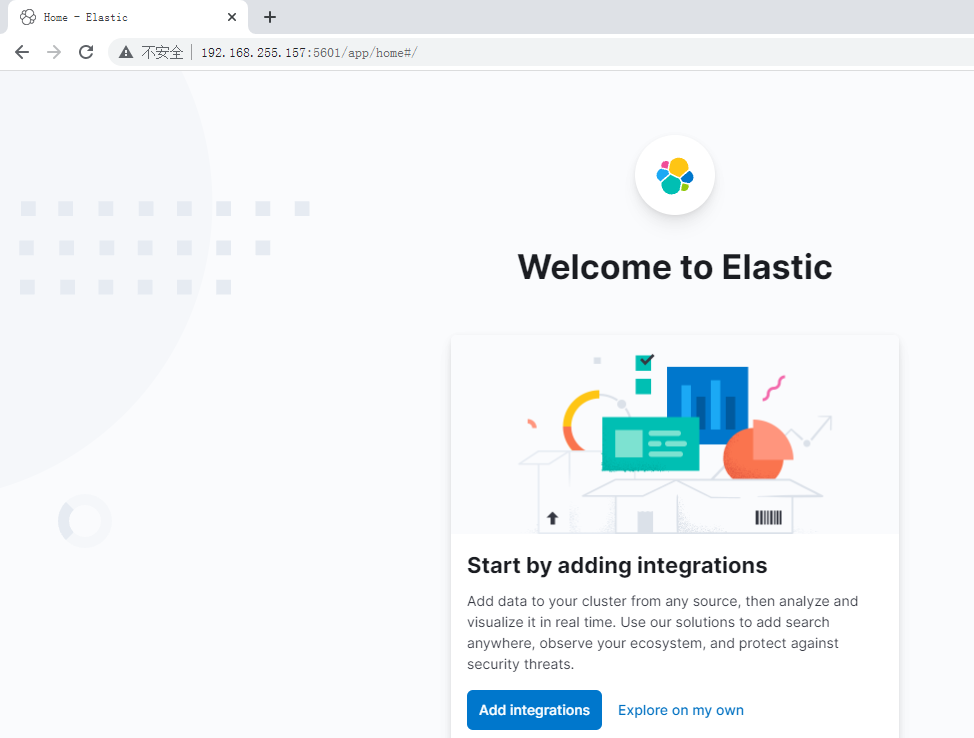 Home - Elastic
不安全 192.168.255.157:5601/app/home#/
Welcome to Elastic
Start by adding integrations
Add data to your cluster from any source, then analyze and
visualize it in real time. Use our solutions to add search
anywhere, observe your ecosystem, and protect against
security threats.
Add integrations Explore on my own